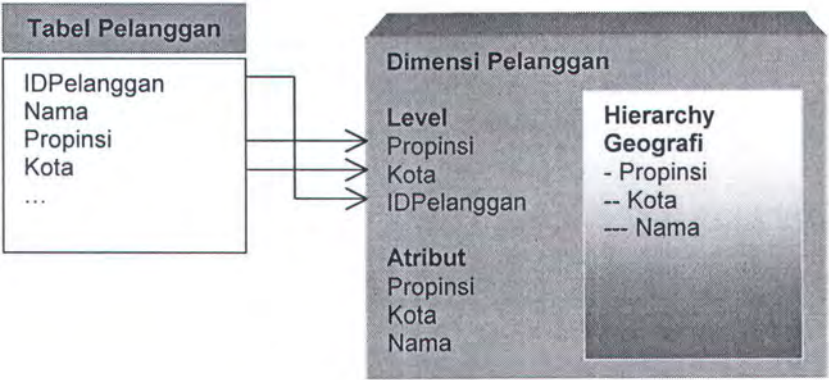 Tabel Pelanggan
IDPelanggan
Nama
Propinsi
Kota
...
Dimensi Pelanggan
Level
Propinsi
Kota
IDPelanggan
Atribut
Propinsi
Kota
Nama
Hierarchy
Geografi
- Propinsi
-- Kota
--- Nama